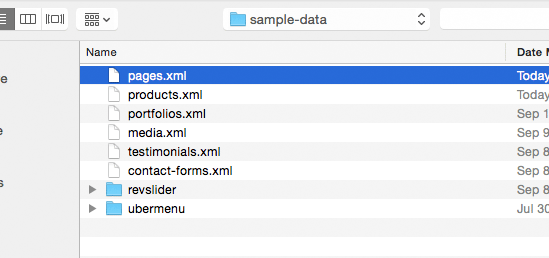 sample-data
Name Date M
pages.xml Today
products.xml Today
portfolios.xml Sep 1
media.xml Sep 9
testimonials.xml Sep 8
contact-forms.xml Sep 8
revslider Sep 8
ubermenu Jul 30